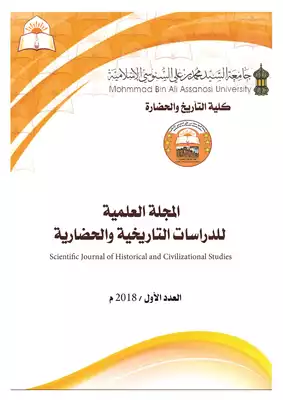 جامعة السيد محمد بن علي السنوسي الإسلامية
Mohmmad Bin Ali Assanosi University
كلية التأريخ والحضارة
المجلة العلمية
للدراسات التاريخية والحضارية
Scientific Journal of Historical and Civilizational Studies
العدد الأول / 2018 م